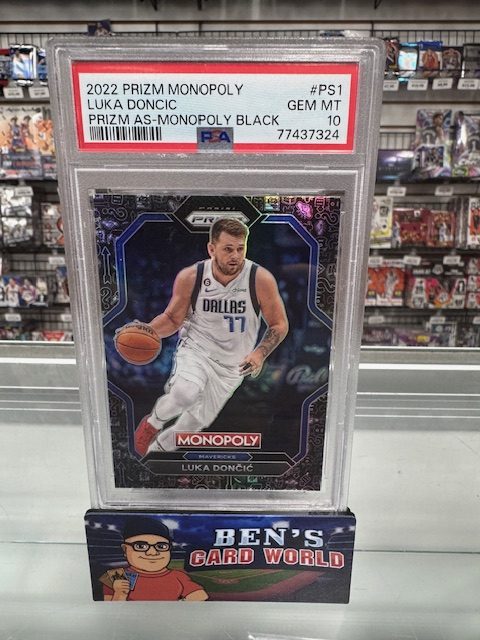 2022 PRIZM MONOPOLY #PS1
LUKA DONCIC GEM MT
PRIZM AS-MONOPOLY BLACK 10
PSA 77437324
PANINI
PRIZM
DALLAS
77
MONOPOLY
MAVERICKS
LUKA DONČIĆ
BEN'S
CARD WORLD